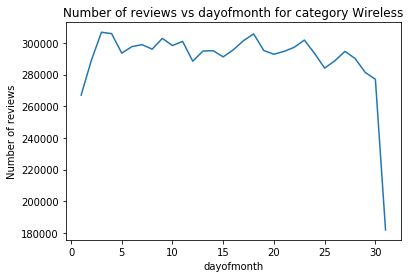 Number of reviews vs dayofmonth for category Wireless
Number of reviews
300000
280000
260000
240000
220000
200000
180000
0 5 10 15 20 25 30
dayofmonth